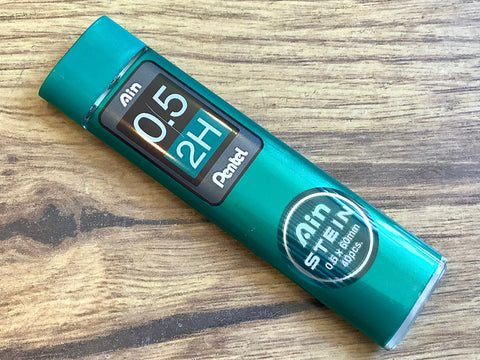 Ain
0.5
2H
Pentel
Ain
STEIN
0.5 × 60mm
40pcs.